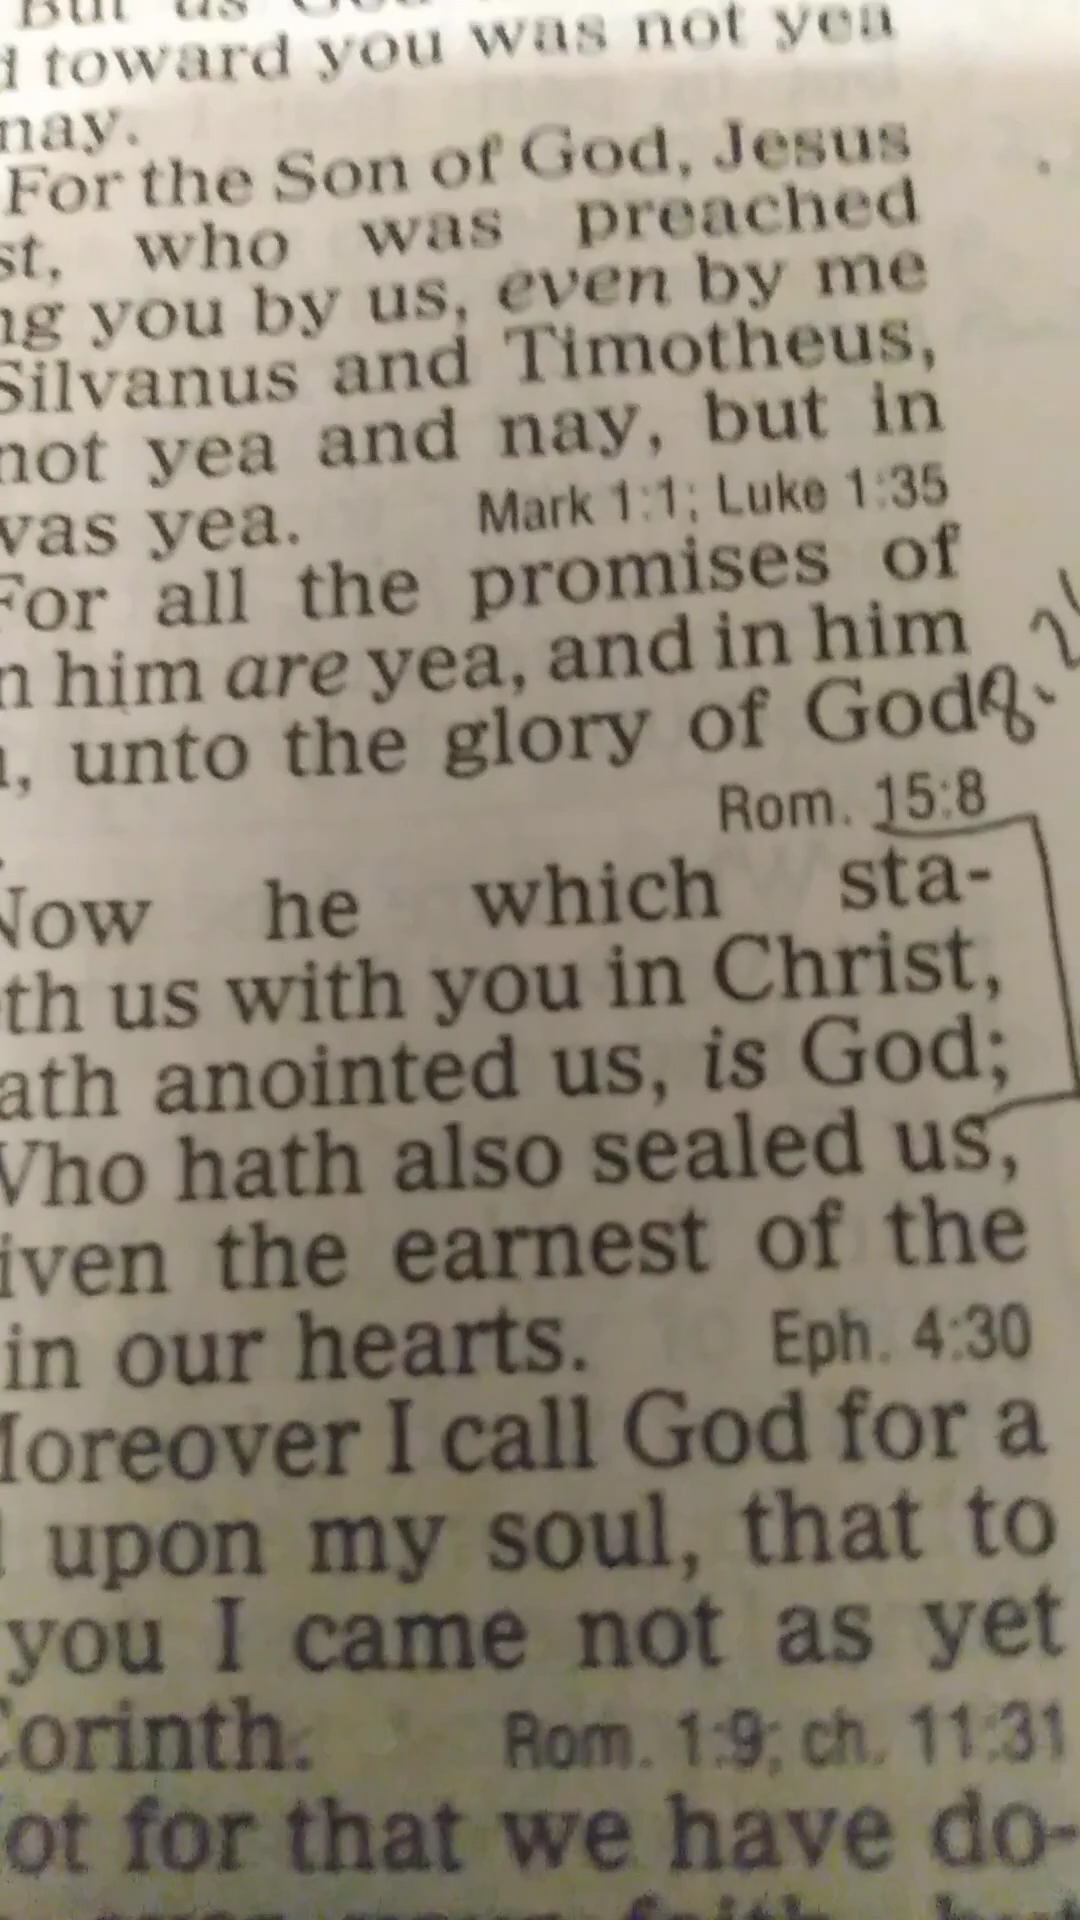 But as God
d toward you was not yea
nay.
For the Son of God, Jesus
st, who was preached
ng you by us, even by me
Silvanus and Timotheus,
not yea and nay, but in
was yea. Mark 1:1; Luke 1:35
For all the promises of
n him are yea, and in him
, unto the glory of God
Rom. 15:8
Now he which sta-
th us with you in Christ,
ath anointed us, is God;
Who hath also sealed us,
iven the earnest of the
in our hearts. Eph. 4:30
Moreover I call God for a
upon my soul, that to
you I came not as yet
Corinth. Rom. 1:9; ch. 11:31
ot for that we have do-
faith, but